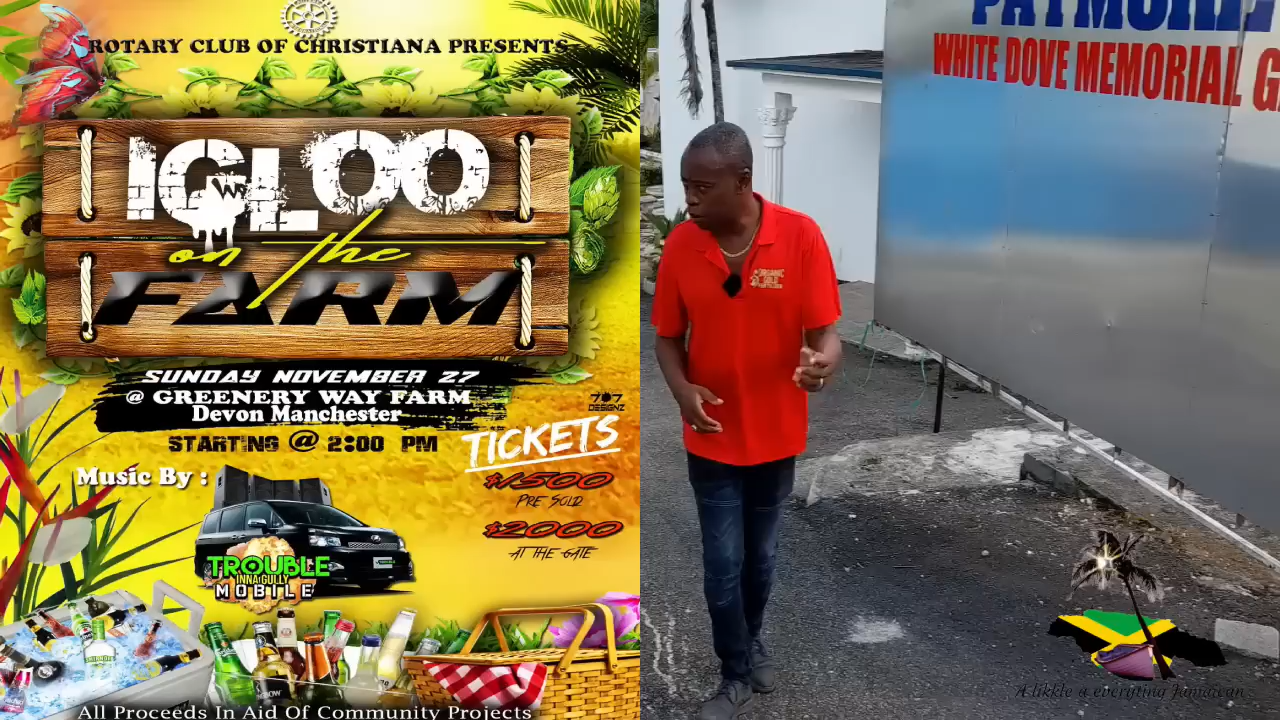 ROTARY CLUB OF CHRISTIANA PRESENTS
IGLOO
on the
FARM
SUNDAY NOVEMBER 27
@ GREENERY WAY FARM
Devon Manchester
STARTING @ 2:00 PM
707
DESIGNZ
TICKETS
$1500
PRE SOLD
$2000
AT THE GATE
Music By :
TROUBLE
INNA GULLY
MOBILE
All Proceeds In Aid Of Community Projects
WHITE DOVE MEMORIAL G
ORGANIC
GOLD
A likkle a everyting Jamaican